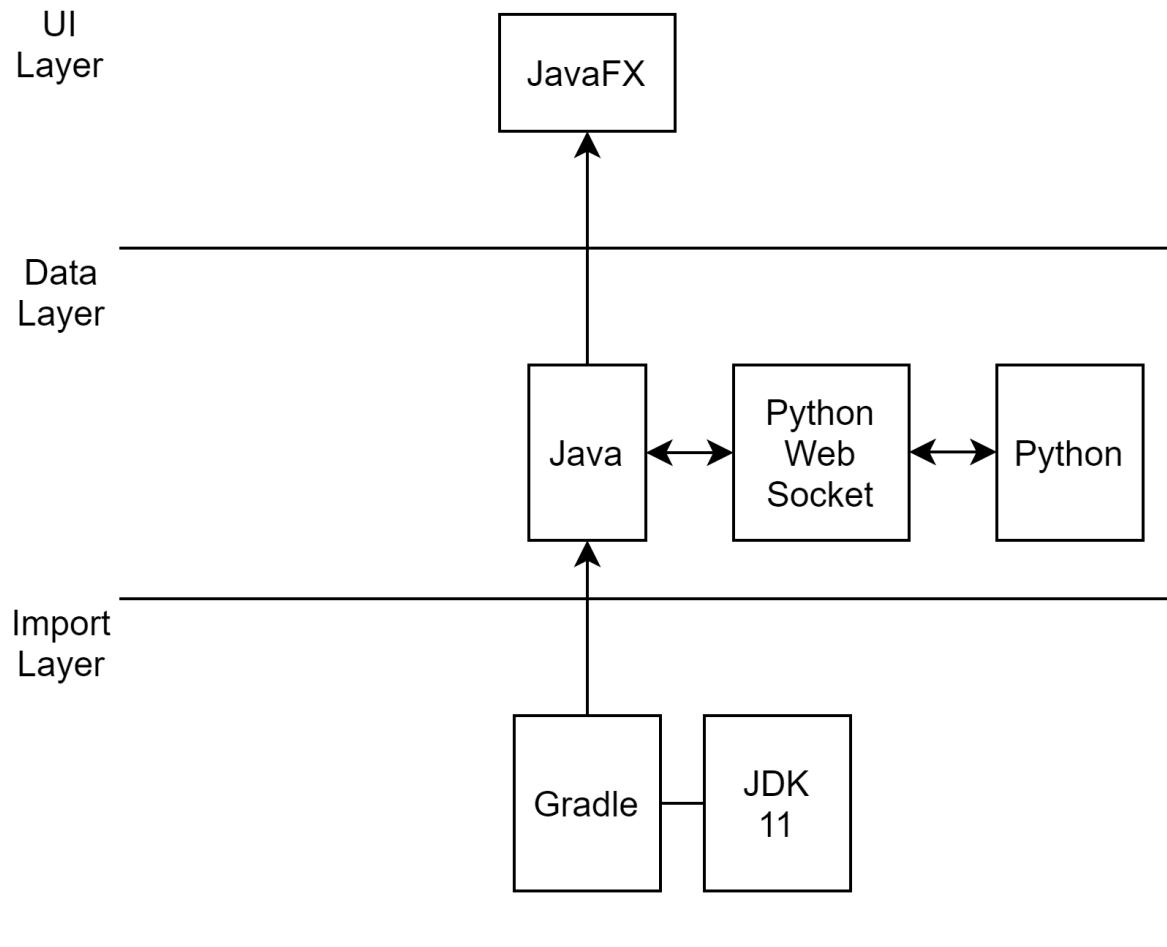 UI
Layer
JavaFX
Data
Layer
Java
Python
Web
Socket
Python
Import
Layer
Gradle
JDK
11